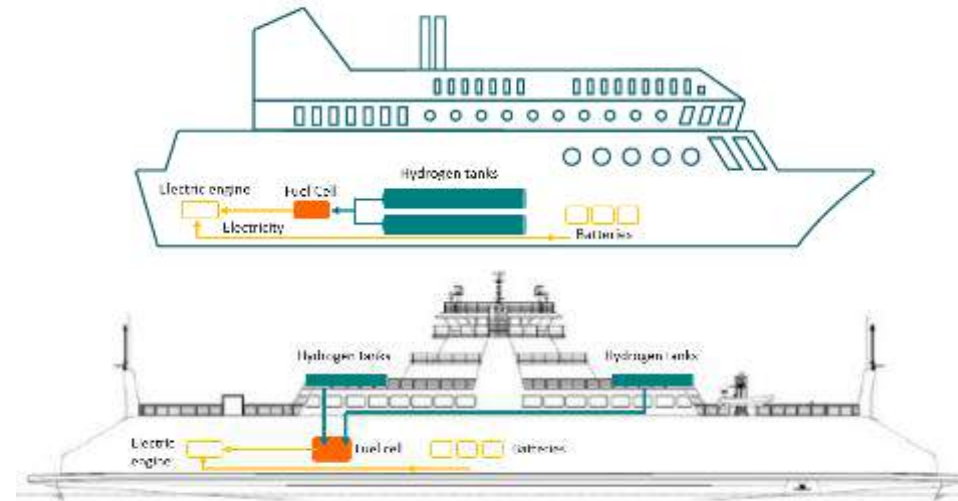 Hydrogen tanks
Electric engine
Fuel Cell
Electricity
Batteries
Hydrogen tanks
Hydrogen tanks
Electric
engine
Fuel cell
Batteries